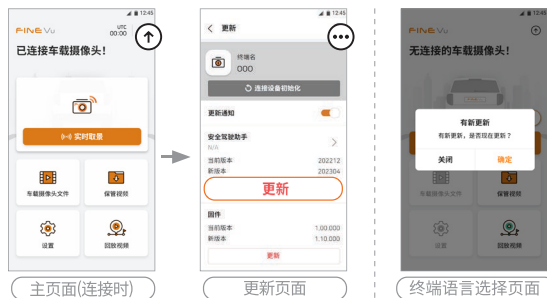 12:45
FINEVu
UTC
00:00
已连接车载摄像头!
实时取景
车载摄像头文件
保管视频
设置
回放视频
主页面(连接时)
12:45
更新
终端名
OOO
连接设备初始化
更新通知
安全驾驶助手
N/A
当前版本 202212
新版本 202304
更新
固件
当前版本 1.00.000
新版本 1.10.000
更新
更新页面
12:45
FINEVu
无连接的车载摄像头!
有新更新
有新更新，是否现在更新？
关闭 确定
车载摄像头文件
保管视频
设置
回放视频
终端语言选择页面